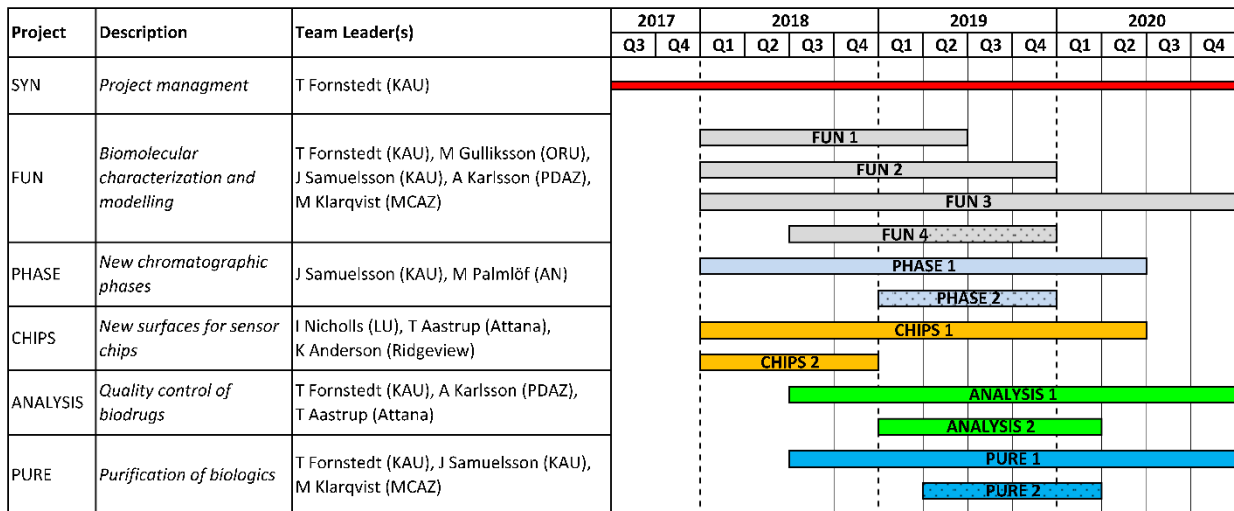 Project Description Team Leader(s) 2017 2018 2019 2020
Q3 Q4 Q1 Q2 Q3 Q4 Q1 Q2 Q3 Q4 Q1 Q2 Q3 Q4
SYN Project managment T Fornstedt (KAU)
FUN
Biomolecular
characterization and
modelling
T Fornstedt (KAU), M Gulliksson (ORU),
J Samuelsson (KAU), A Karlsson (PDAZ),
M Klarqvist (MCAZ)
FUN 1
FUN 2
FUN 3
FUN 4
PHASE
New chromatographic
phases
J Samuelsson (KAU), M Palmlöf (AN)
PHASE 1
PHASE 2
CHIPS
New surfaces for sensor
chips
I Nicholls (LU), T Aastrup (Attana),
K Anderson (Ridgeview)
CHIPS 1
CHIPS 2
ANALYSIS
Quality control of
biodrugs
T Fornstedt (KAU), A Karlsson (PDAZ),
T Aastrup (Attana)
ANALYSIS 1
ANALYSIS 2
PURE
Purification of biologics
T Fornstedt (KAU), J Samuelsson (KAU),
M Klarqvist (MCAZ)
PURE 1
PURE 2